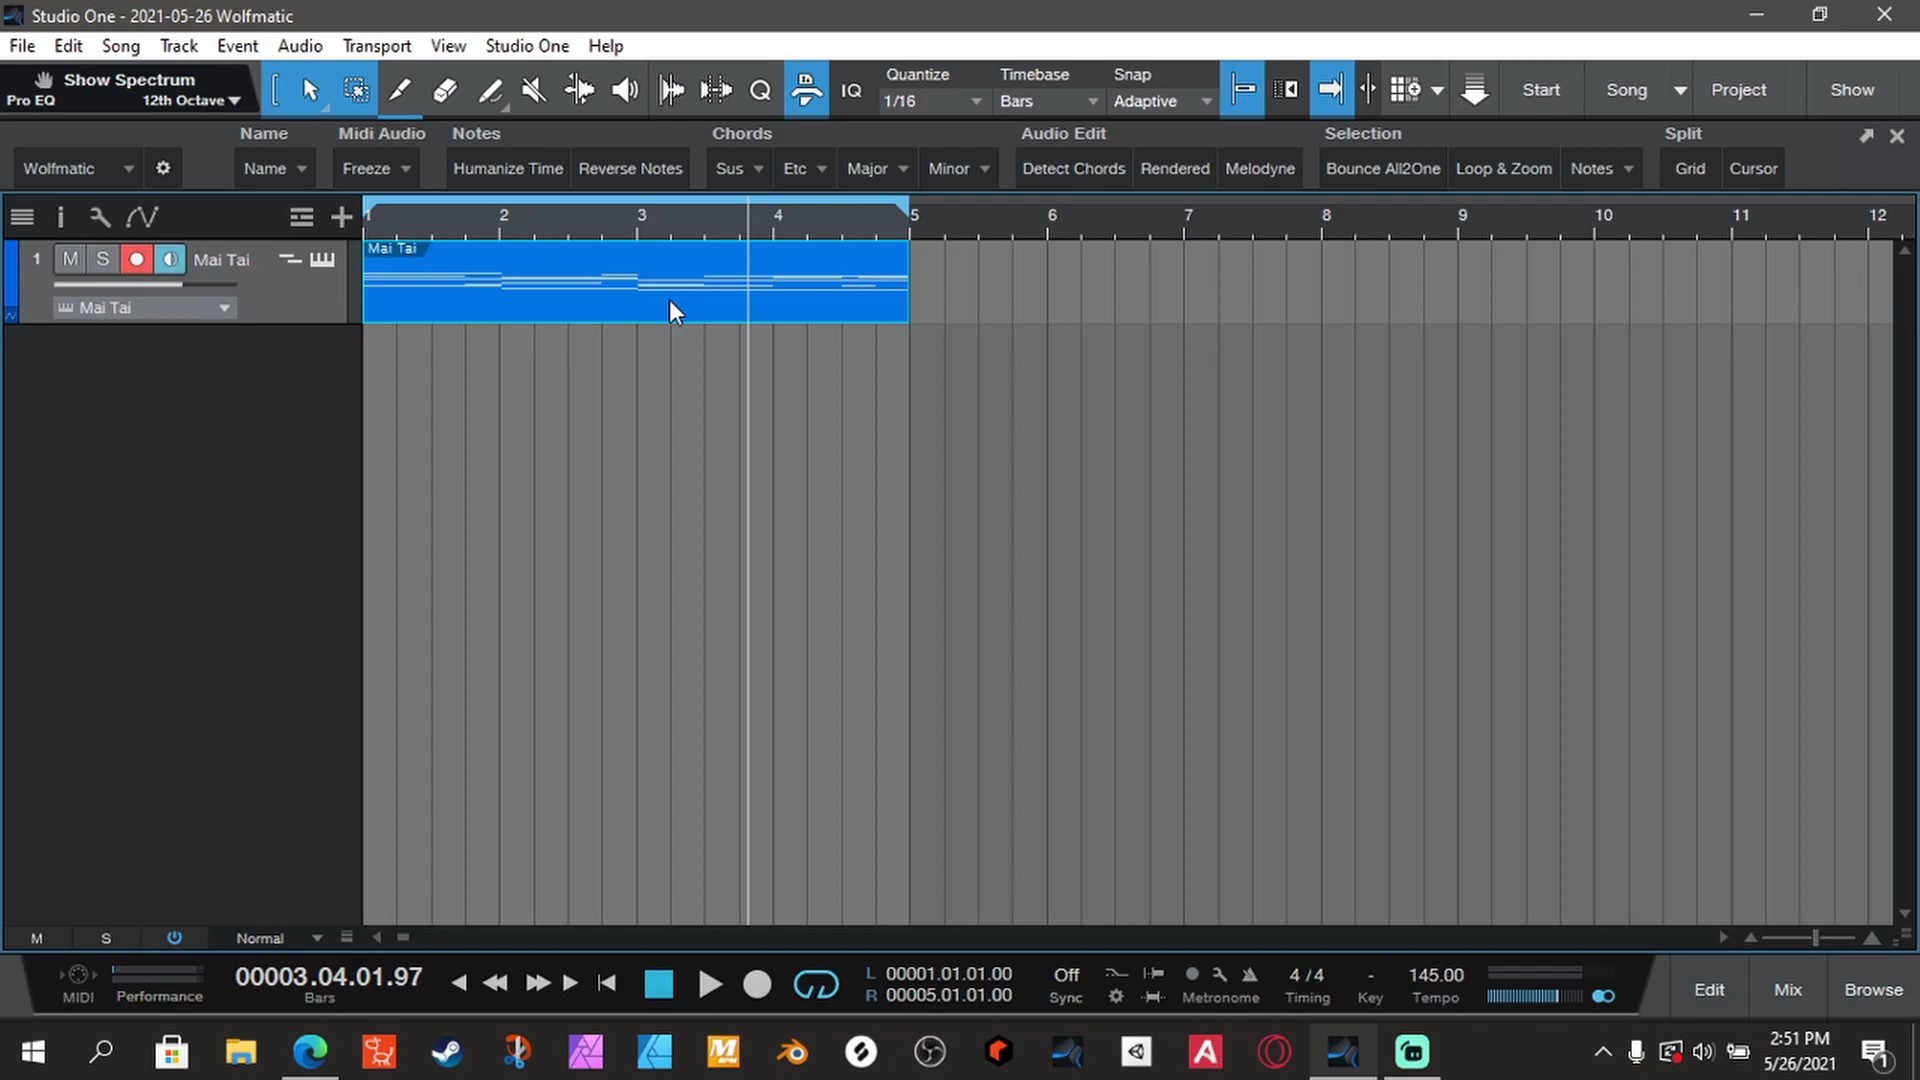 Studio One - 2021-05-26 Wolfmatic
File Edit Song Track Event Audio Transport View Studio One Help
Show Spectrum
Pro EQ 12th Octave
IQ
Quantize Timebase Snap
1/16 Bars Adaptive
Start Song Project Show
Name Midi Audio Notes Chords Audio Edit Selection Split
Wolfmatic Name Freeze Humanize Time Reverse Notes Sus Etc Major Minor Detect Chords Rendered Melodyne Bounce All2One Loop & Zoom Notes Grid Cursor
1 2 3 4 5 6 7 8 9 10 11 12
Mai Tai
1 M S Mai Tai
Mai Tai
M S Normal
00003.04.01.97
Bars
MIDI Performance
L 00001.01.01.00
R 00005.01.01.00
Off
Sync
Metronome
4 / 4
Timing
-
Key
145.00
Tempo
Edit Mix Browse
2:51 PM
5/26/2021
1